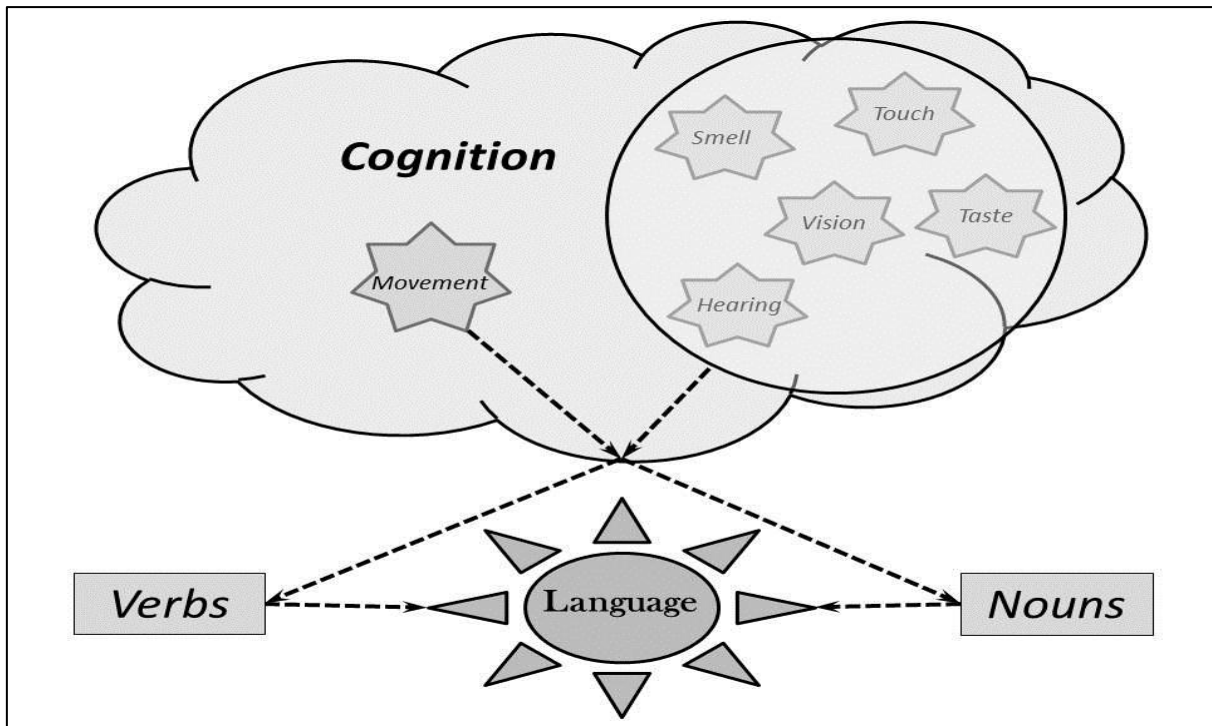 Touch
Smell
Cognition
Vision
Taste
Movement
Hearing
Verbs
Language
Nouns